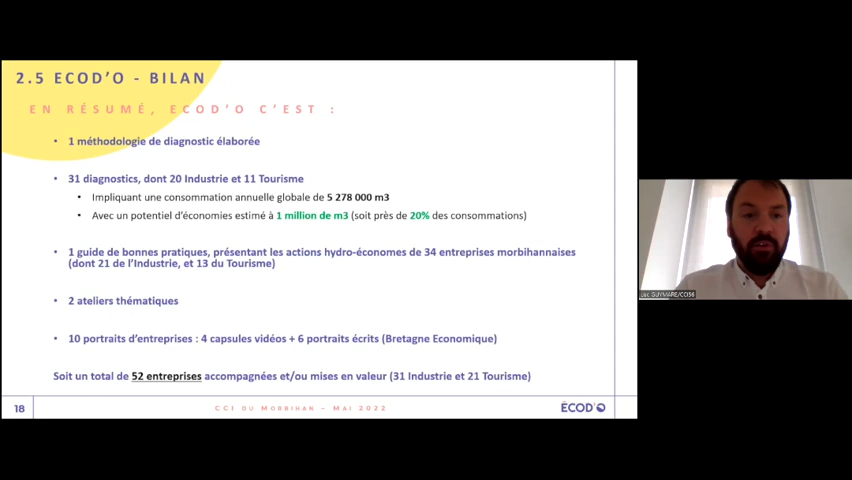 2.5 ECOD'O - BILAN
EN RÉSUMÉ, ECOD'O C'EST :
• 1 méthodologie de diagnostic élaborée
• 31 diagnostics, dont 20 Industrie et 11 Tourisme
• Impliquant une consommation annuelle globale de 5 278 000 m3
• Avec un potentiel d'économies estimé à 1 million de m3 (soit près de 20% des consommations)
• 1 guide de bonnes pratiques, présentant les actions hydro-économes de 34 entreprises morbihannaises
(dont 21 de l'Industrie, et 13 du Tourisme)
• 2 ateliers thématiques
• 10 portraits d'entreprises : 4 capsules vidéos + 6 portraits écrits (Bretagne Economique)
Soit un total de 52 entreprises accompagnées et/ou mises en valeur (31 Industrie et 21 Tourisme)
18
CCI DU MORBIHAN – MAI 2022
ÉCOD'O